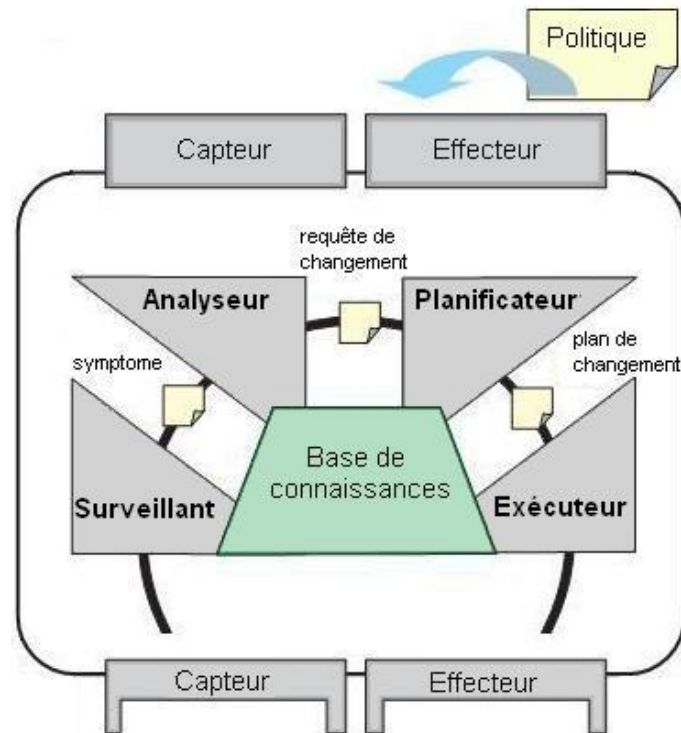 Politique
Capteur
Effecteur
requête de
changement
Analyseur
Planificateur
symptome
plan de
changement
Base de
connaissances
Surveillant
Exécuteur
Capteur
Effecteur